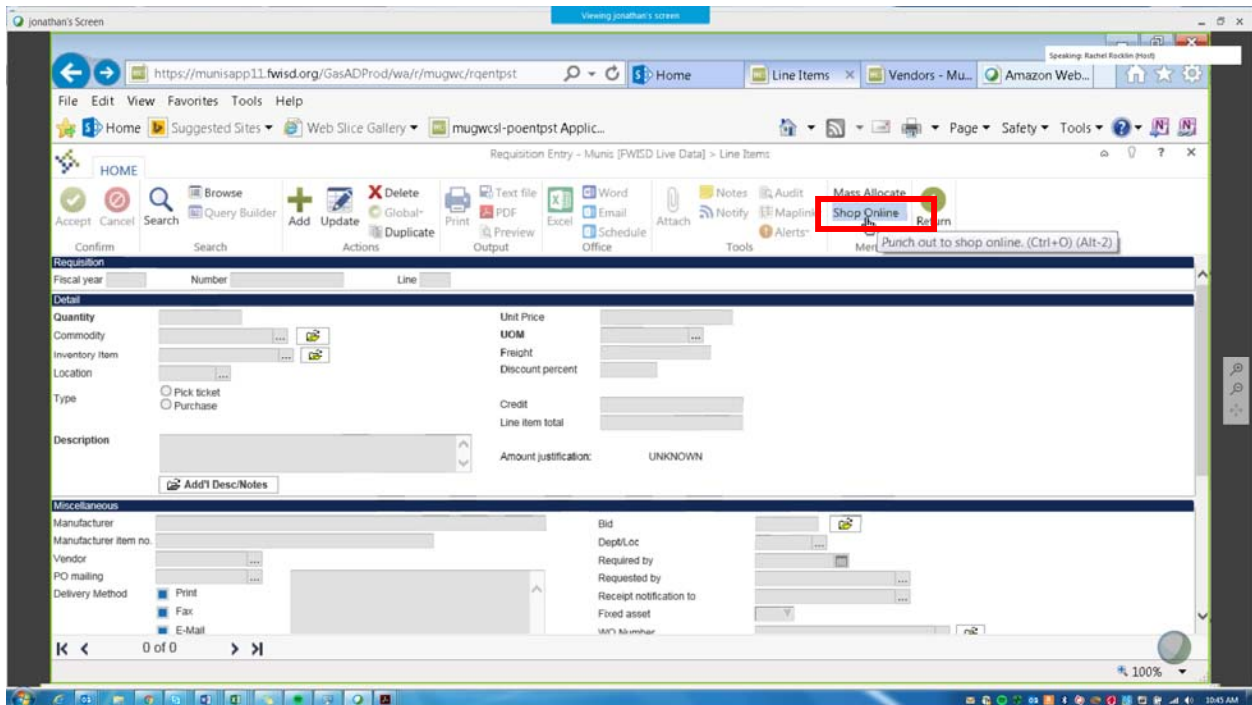 jonathan's Screen
Viewing jonathan's screen
Speaking: Rachel Rocklin (Host)
https://munisapp11.fwisd.org/GasADProd/wa/r/mugwc/rqentpst
Home
Line Items
Vendors - Mu...
Amazon Web...
File Edit View Favorites Tools Help
Home
Suggested Sites
Web Slice Gallery
mugwcsl-poentpst Applic...
Page Safety Tools
Requisition Entry - Munis [FWISD Live Data] > Line Items
HOME
Accept
Cancel
Confirm
Search
Browse
Query Builder
Search
Add
Update
Delete
Global
Duplicate
Actions
Print
Text file
PDF
Preview
Output
Excel
Word
Email
Schedule
Office
Attach
Notes
Notify
Audit
Maplink
Alerts
Tools
Mass Allocate
Shop Online
Return
Punch out to shop online. (Ctrl+O) (Alt-2)
Requisition
Fiscal year
Number
Line
Detail
Quantity
Unit Price
Commodity
...
UOM
...
Inventory Item
...
Freight
Location
...
Discount percent
Type
Pick ticket
Purchase
Credit
Line item total
Description
Amount justification: UNKNOWN
Add'l Desc/Notes
Miscellaneous
Manufacturer
Bid
Manufacturer item no.
Dept/Loc
...
Vendor
...
Required by
PO mailing
...
Requested by
...
Delivery Method
Print
Receipt notification to
...
Fax
Fixed asset
E-Mail
WO Number
0 of 0
100%
10:45 AM